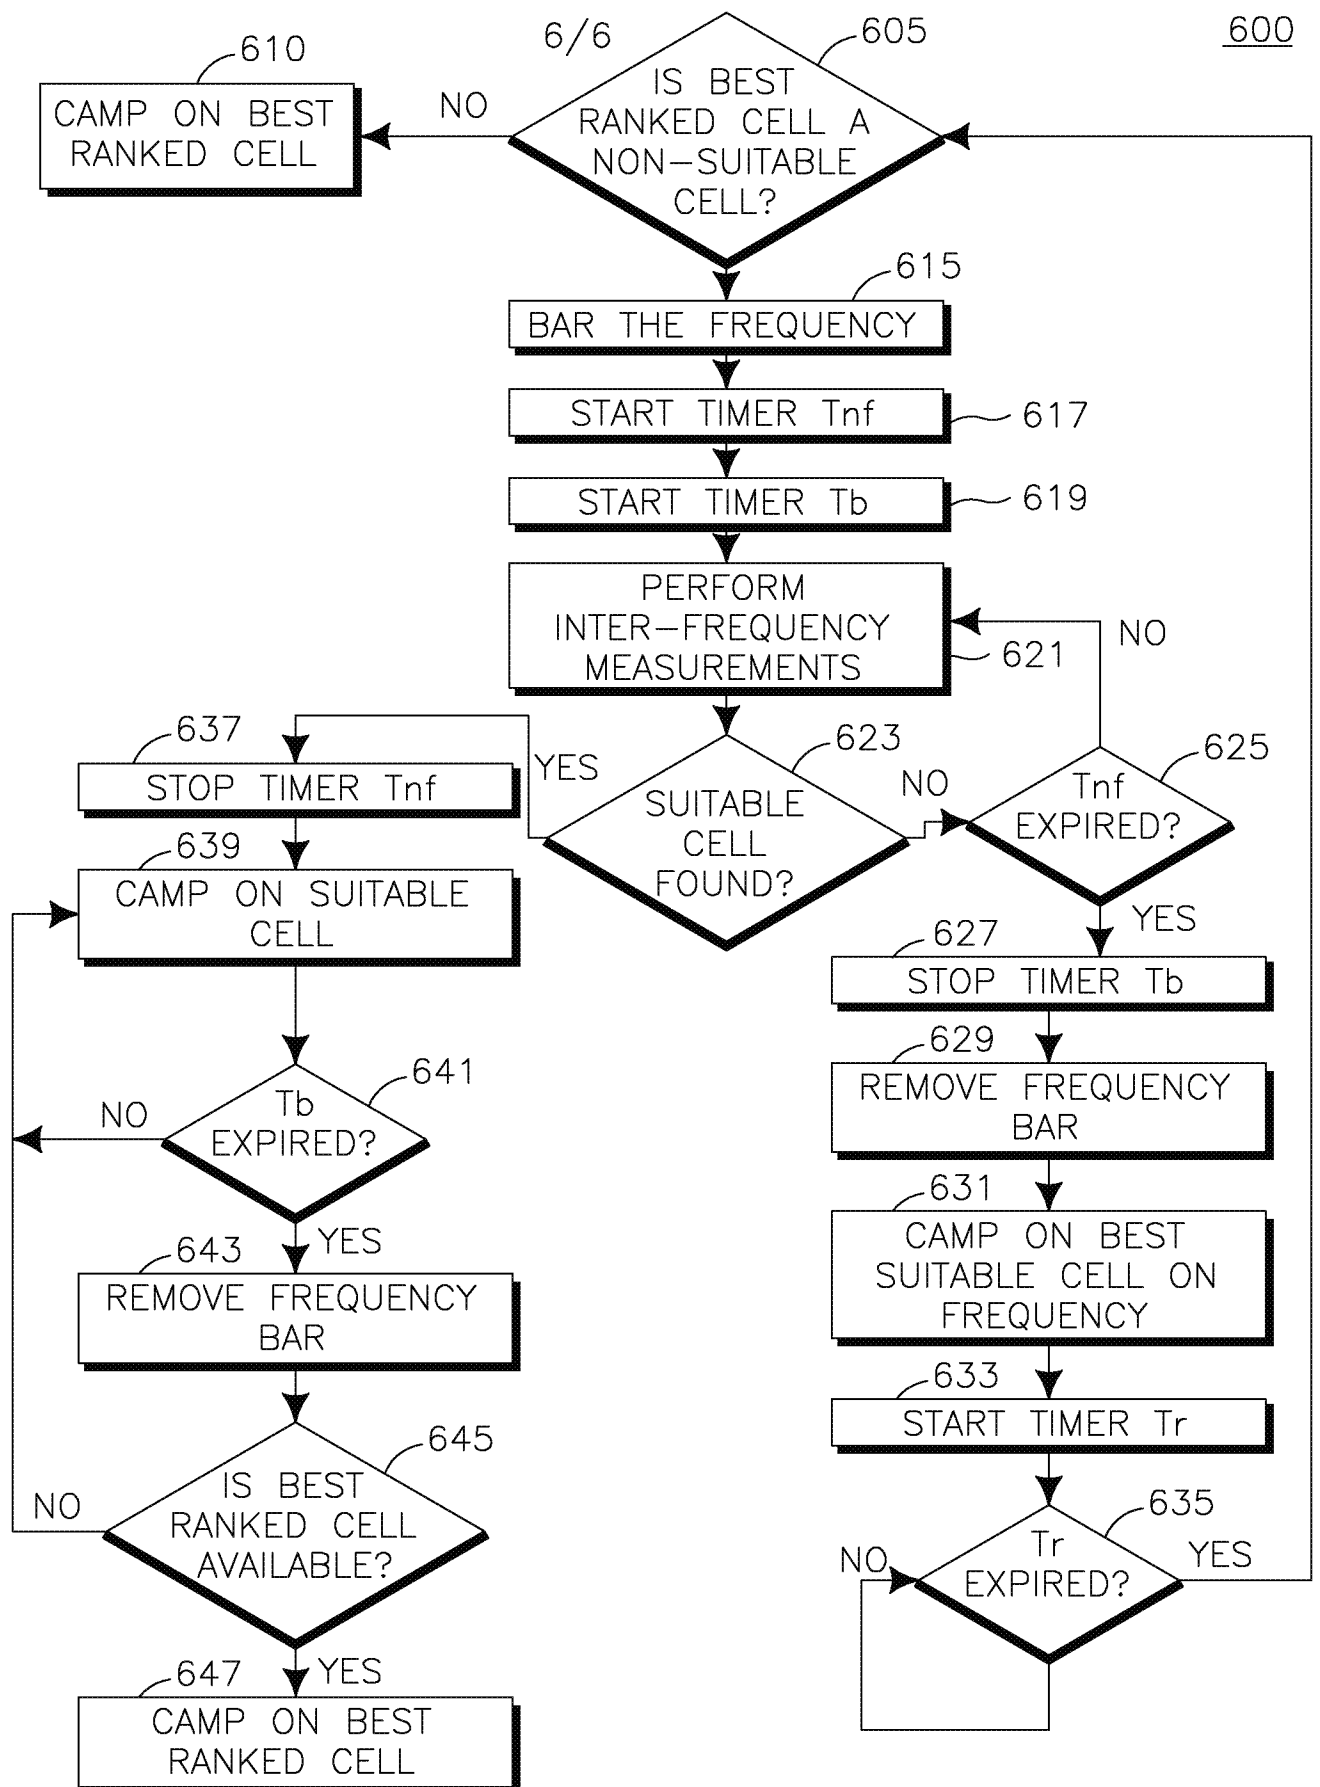 6/6
600
605
IS BEST
RANKED CELL A
NON-SUITABLE
CELL?
NO
610
CAMP ON BEST
RANKED CELL
615
BAR THE FREQUENCY
START TIMER Tnf
617
START TIMER Tb
619
PERFORM
INTER-FREQUENCY
MEASUREMENTS
621
NO
623
SUITABLE
CELL
FOUND?
YES
NO
625
Tnf
EXPIRED?
YES
637
STOP TIMER Tnf
639
CAMP ON SUITABLE
CELL
641
Tb
EXPIRED?
NO
YES
643
REMOVE FREQUENCY
BAR
645
IS BEST
RANKED CELL
AVAILABLE?
NO
YES
647
CAMP ON BEST
RANKED CELL
627
STOP TIMER Tb
629
REMOVE FREQUENCY
BAR
631
CAMP ON BEST
SUITABLE CELL ON
FREQUENCY
633
START TIMER Tr
635
Tr
EXPIRED?
NO
YES